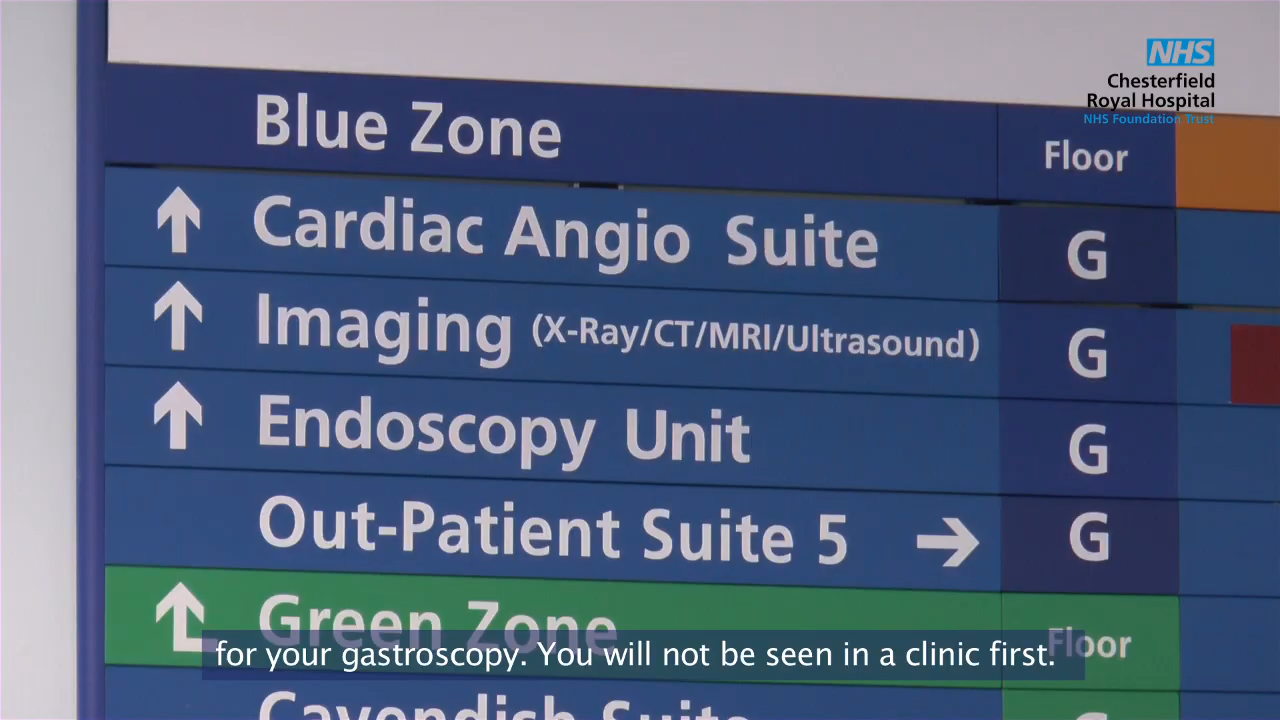 NHS
Chesterfield
Royal Hospital
NHS Foundation Trust
Blue Zone Floor
Cardiac Angio Suite G
Imaging (X-Ray/CT/MRI/Ultrasound) G
Endoscopy Unit G
Out-Patient Suite 5 G
Green Zone Floor
for your gastroscopy. You will not be seen in a clinic first.
Cavendish Suite G